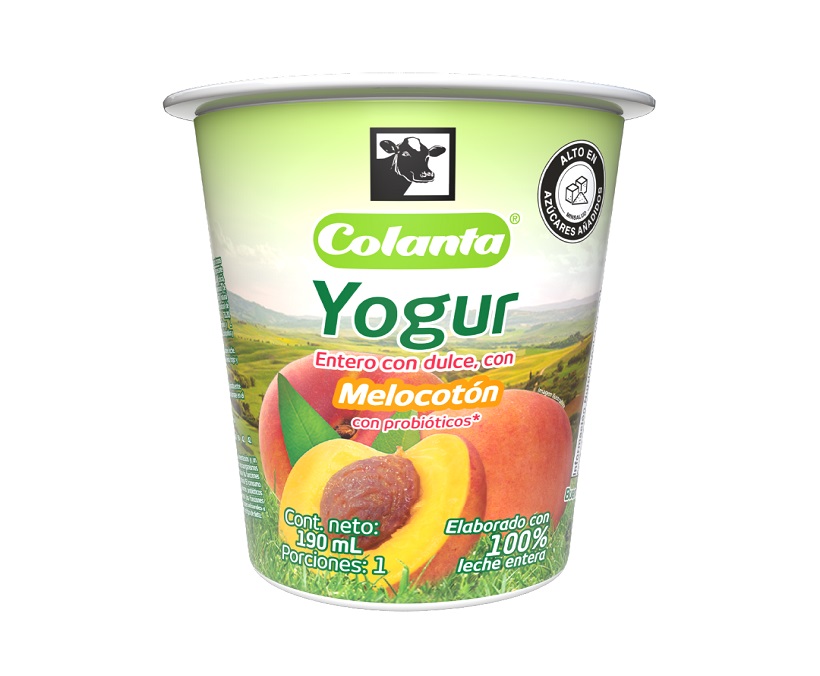 Colanta®
ALTO EN
AZÚCARES AÑADIDOS
MINSALUD
Yogur
Entero con dulce, con
Melocotón
con probióticos*
Cont. neto:
190 mL
Porciones: 1
Elaborado con
100%
leche entera